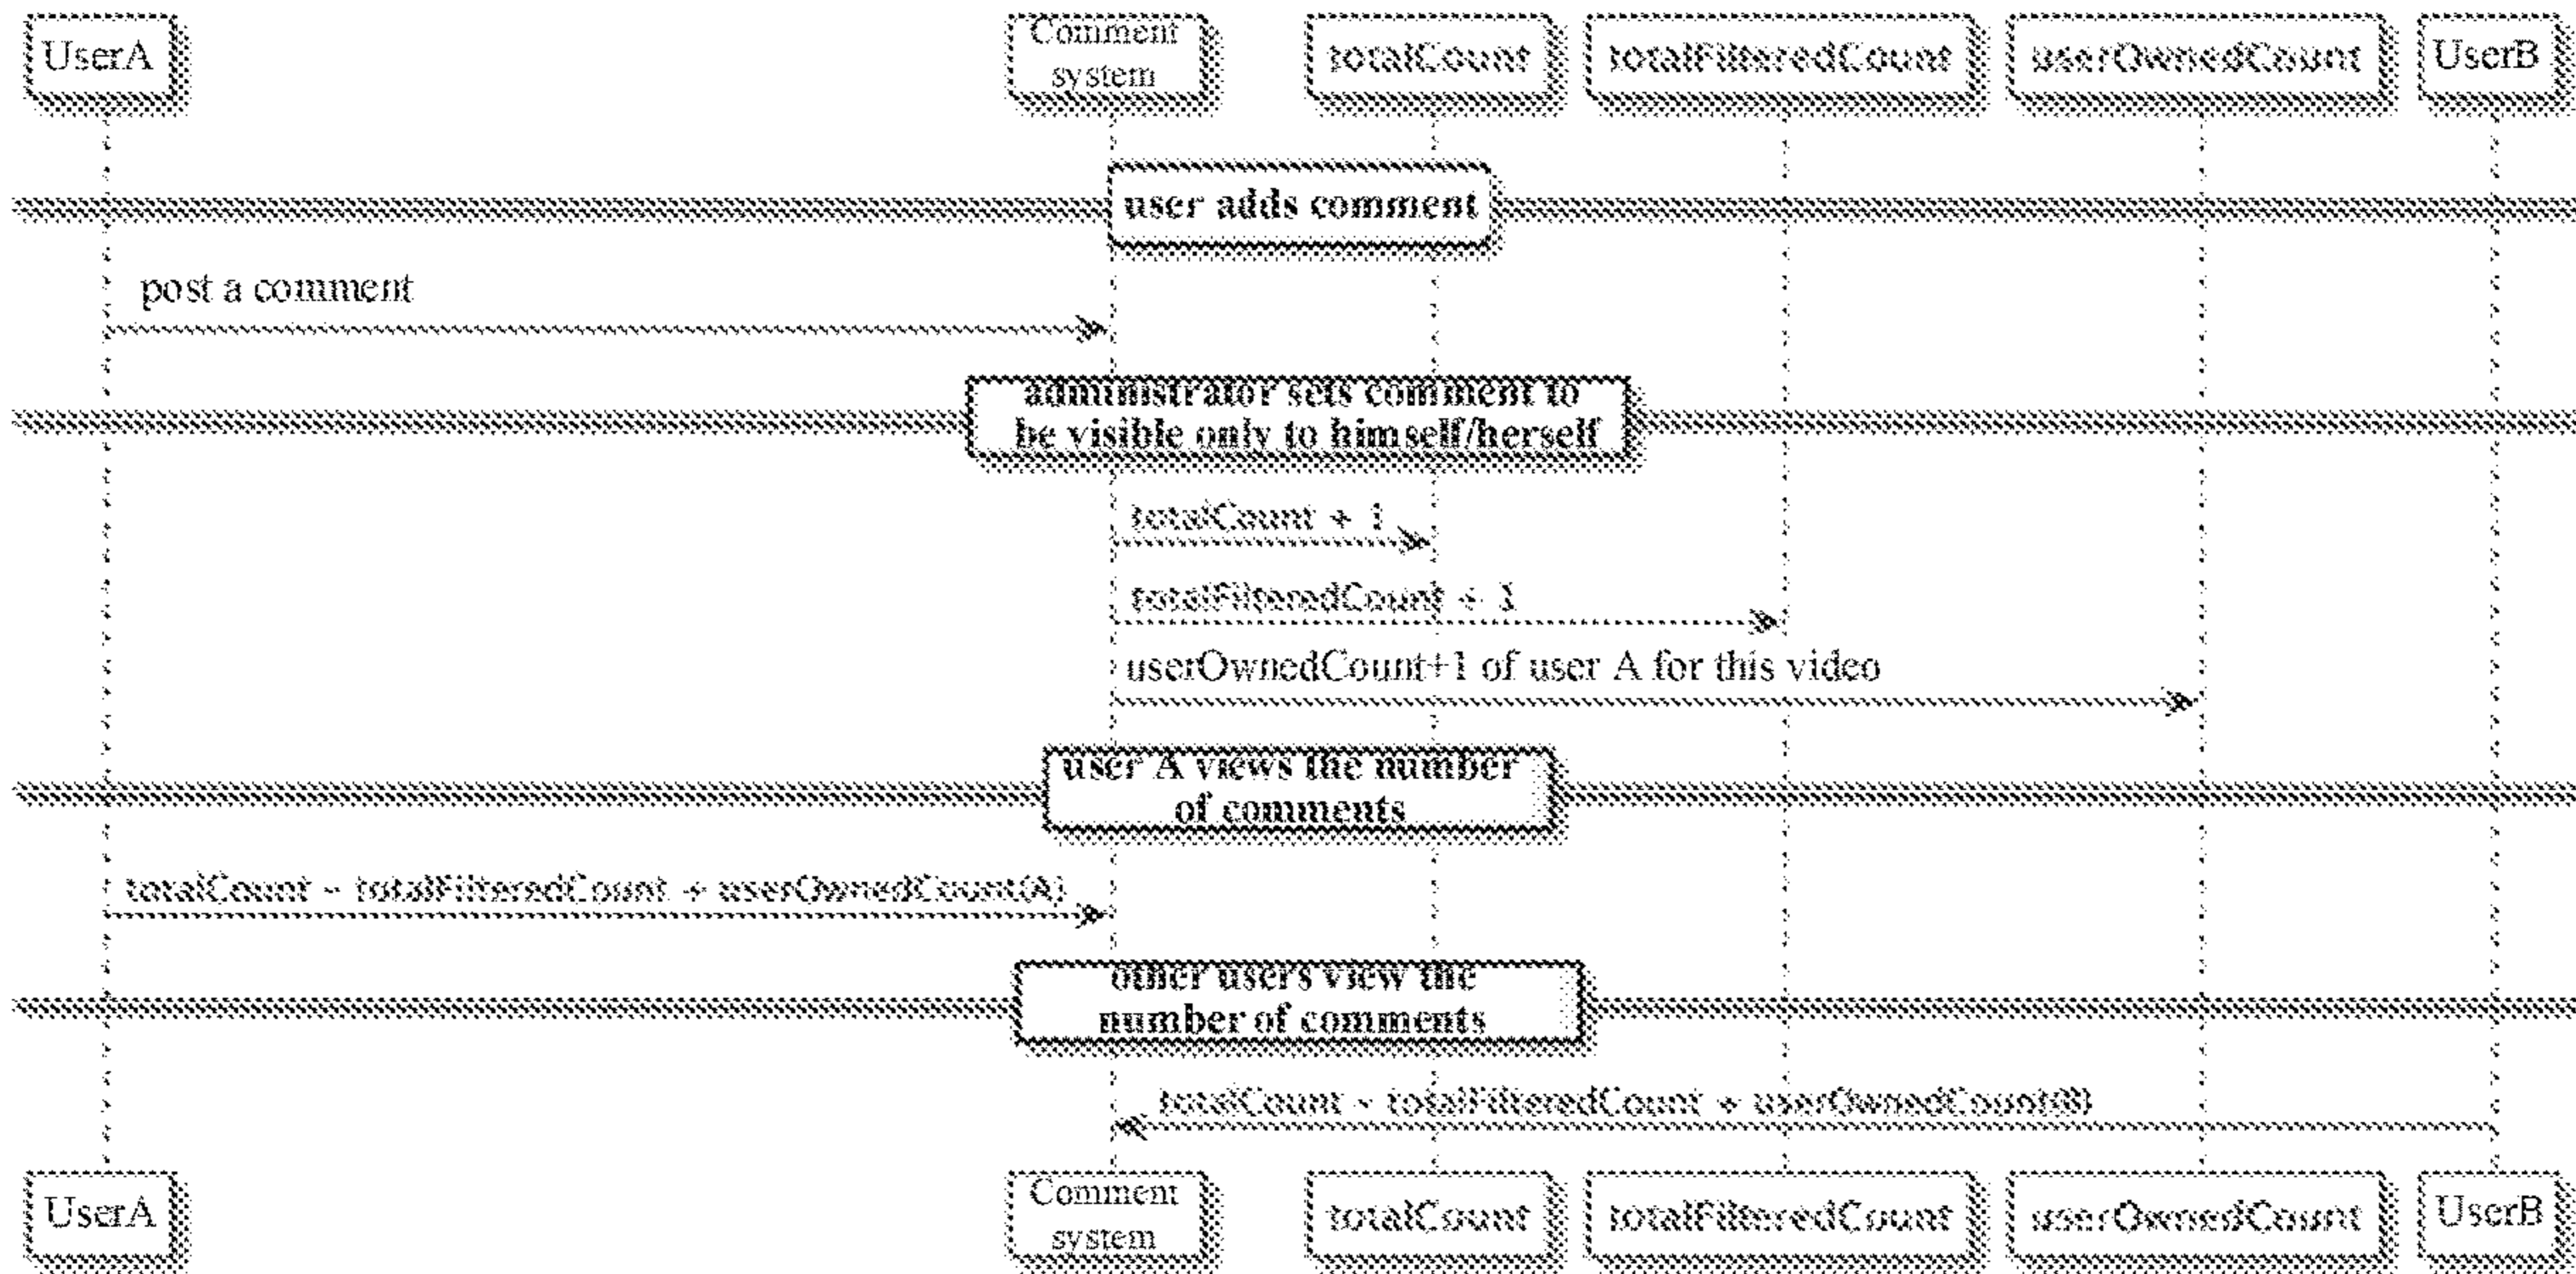 UserA
Comment
system
totalCount
totalFilteredCount
userOwnedCount
UserB
user adds comment
post a comment
administrator sets comment to
be visible only to himself/herself
totalCount + 1
totalFilteredCount + 1
userOwnedCount+1 of user A for this video
user A views the number
of comments
totalCount - totalFilteredCount + userOwnedCount(A)
other users view the
number of comments
totalCount - totalFilteredCount + userOwnedCount(B)
UserA
Comment
system
totalCount
totalFilteredCount
userOwnedCount
UserB